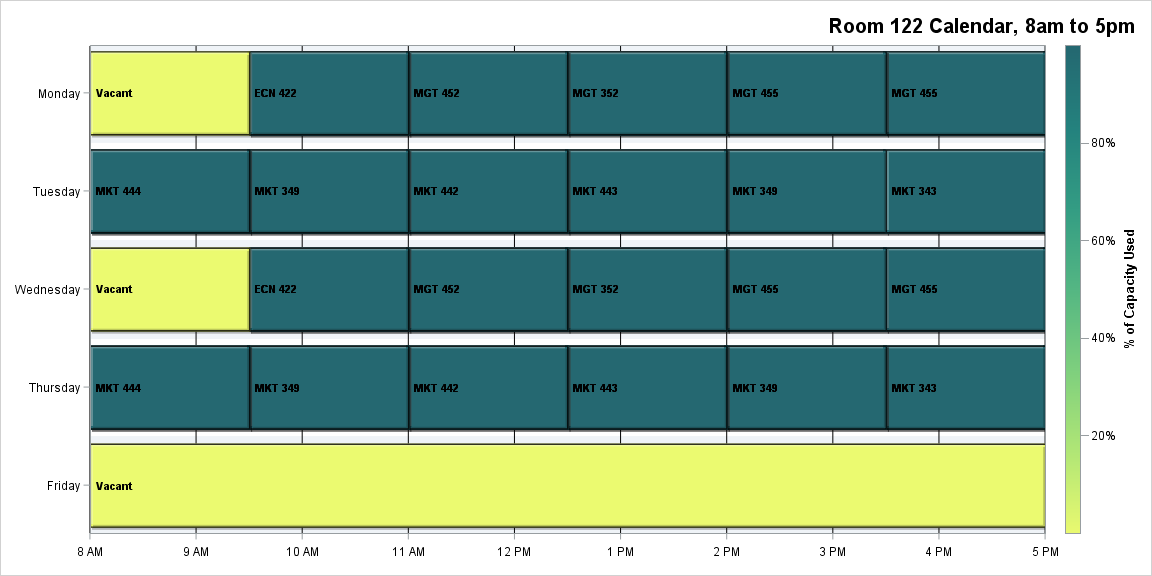 Room 122 Calendar, 8am to 5pm
Monday
Vacant
ECN 422
MGT 452
MGT 352
MGT 455
MGT 455
Tuesday
MKT 444
MKT 349
MKT 442
MKT 443
MKT 349
MKT 343
Wednesday
Vacant
ECN 422
MGT 452
MGT 352
MGT 455
MGT 455
Thursday
MKT 444
MKT 349
MKT 442
MKT 443
MKT 349
MKT 343
Friday
Vacant
8 AM
9 AM
10 AM
11 AM
12 PM
1 PM
2 PM
3 PM
4 PM
5 PM
80%
60%
40%
20%
% of Capacity Used